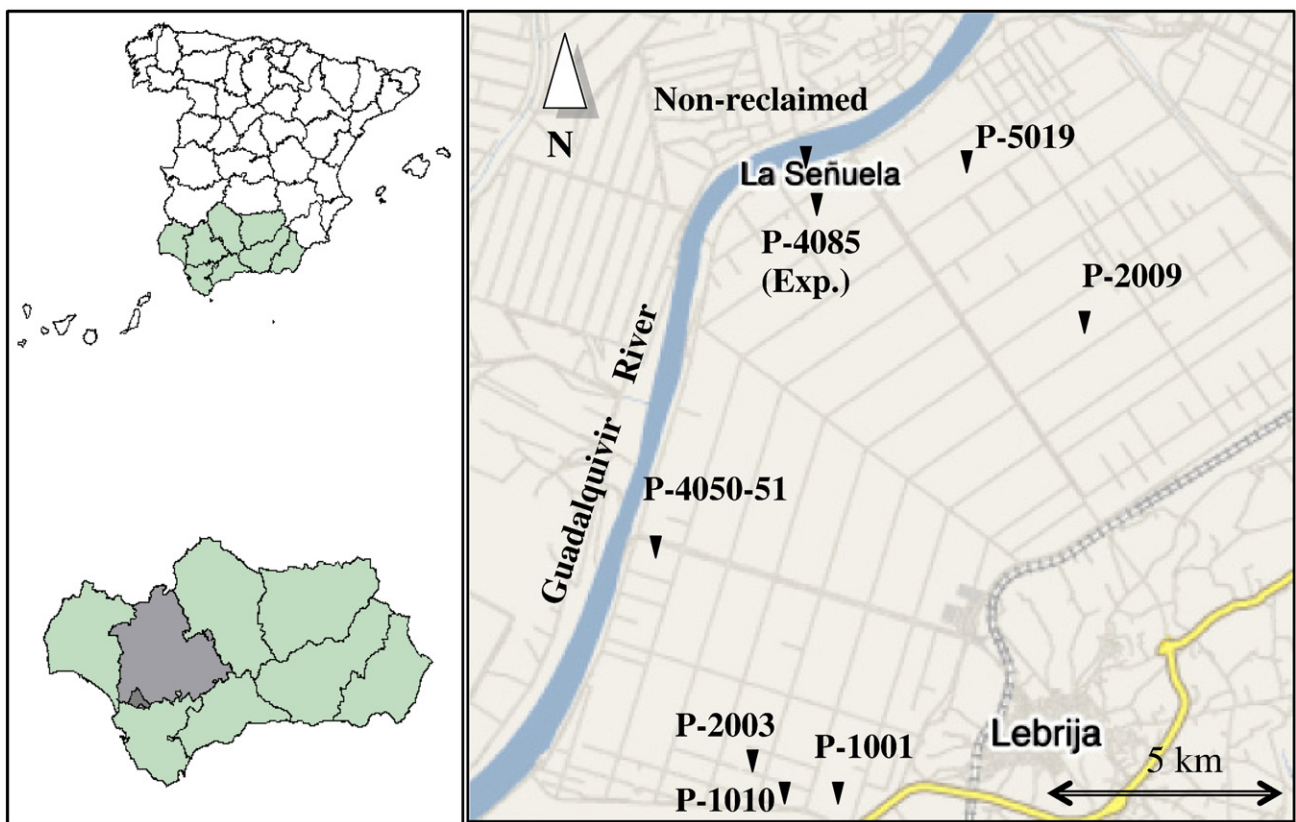 Non-reclaimed
N
P-5019
La Señuela
P-4085
(Exp.)
P-2009
Guadalquivir River
P-4050-51
P-2003
P-1001
Lebrija
5 km
P-1010